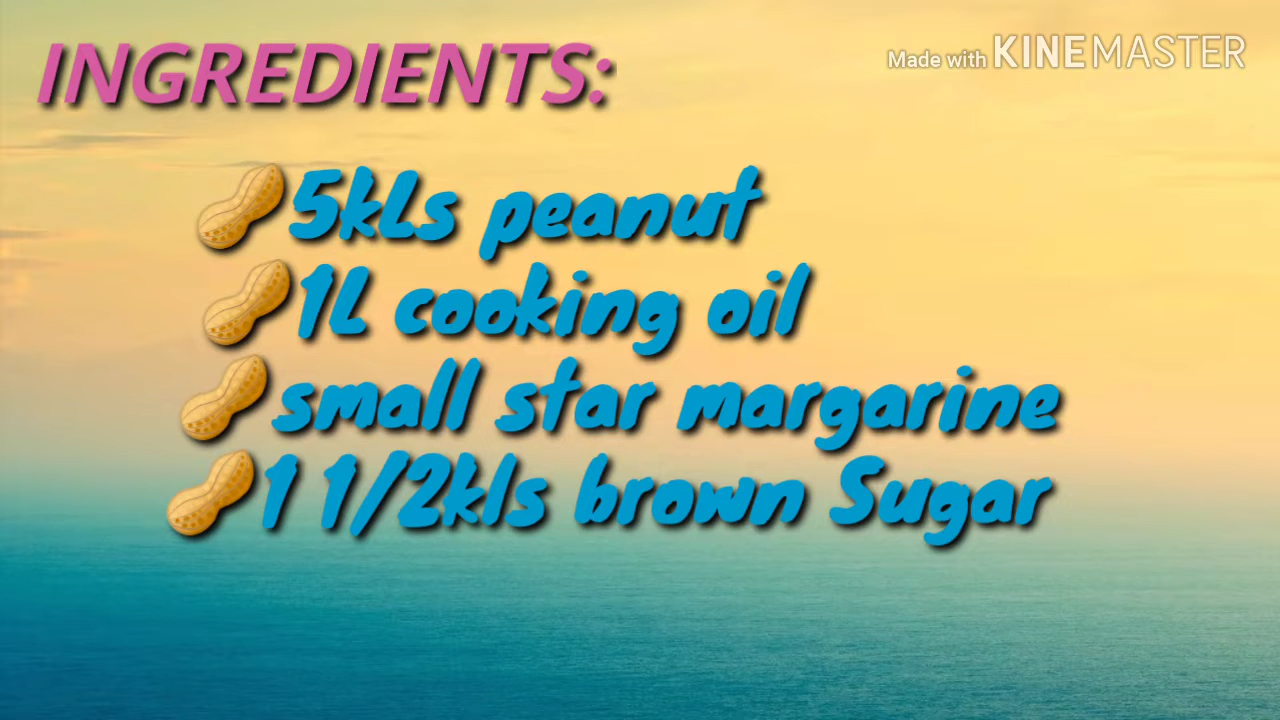 INGREDIENTS:
Made with KINEMASTER
5kLs peanut
1L cooking oil
small star margarine
1 1/2kls brown Sugar